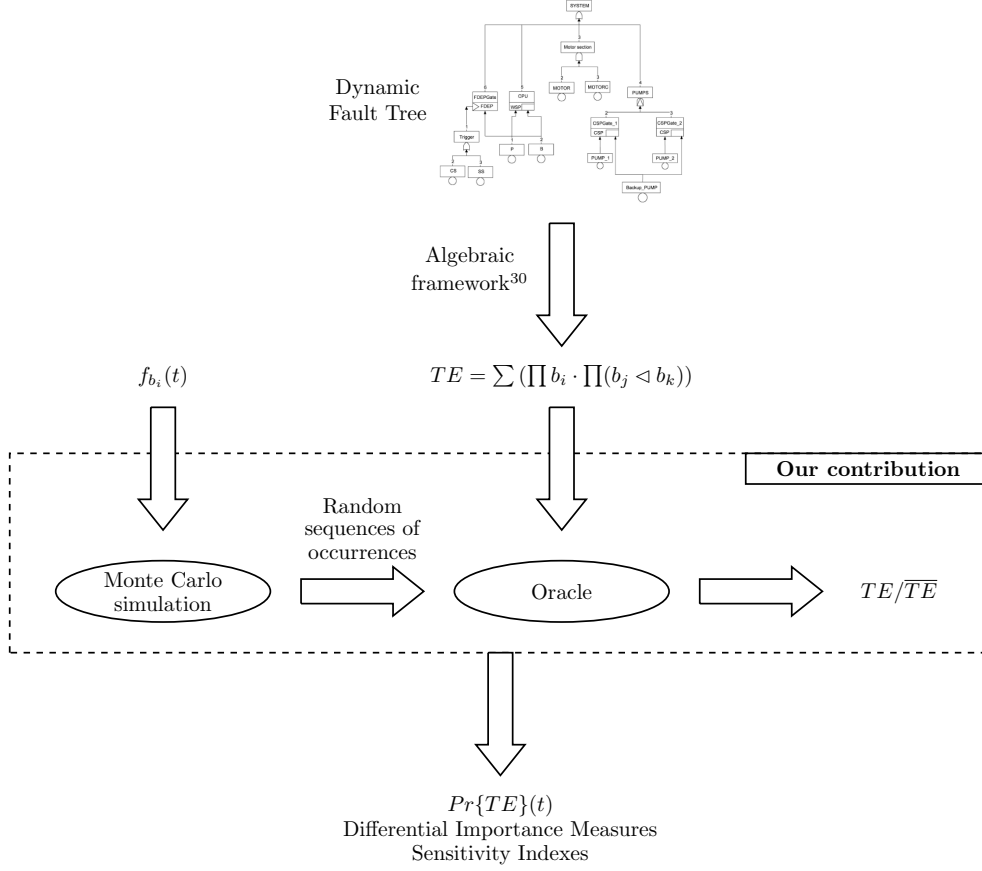 SYSTEM
Motor section
MOTOR
MOTORC
PUMPS
FDEPGate
FDEP
CPU
WSP
Trigger
CS
SS
P
B
CSPGate_1
CSP
CSPGate_2
CSP
PUMP_1
PUMP_2
Backup_PUMP
Dynamic
Fault Tree
Algebraic
framework³⁰
f_{b_i}(t)
TE = ∑ (∏ b_i · ∏(b_j ◁ b_k))
Our contribution
Random
sequences of
occurrences
Monte Carlo
simulation
Oracle
TE/\overline{TE}
Pr{TE}(t)
Differential Importance Measures
Sensitivity Indexes